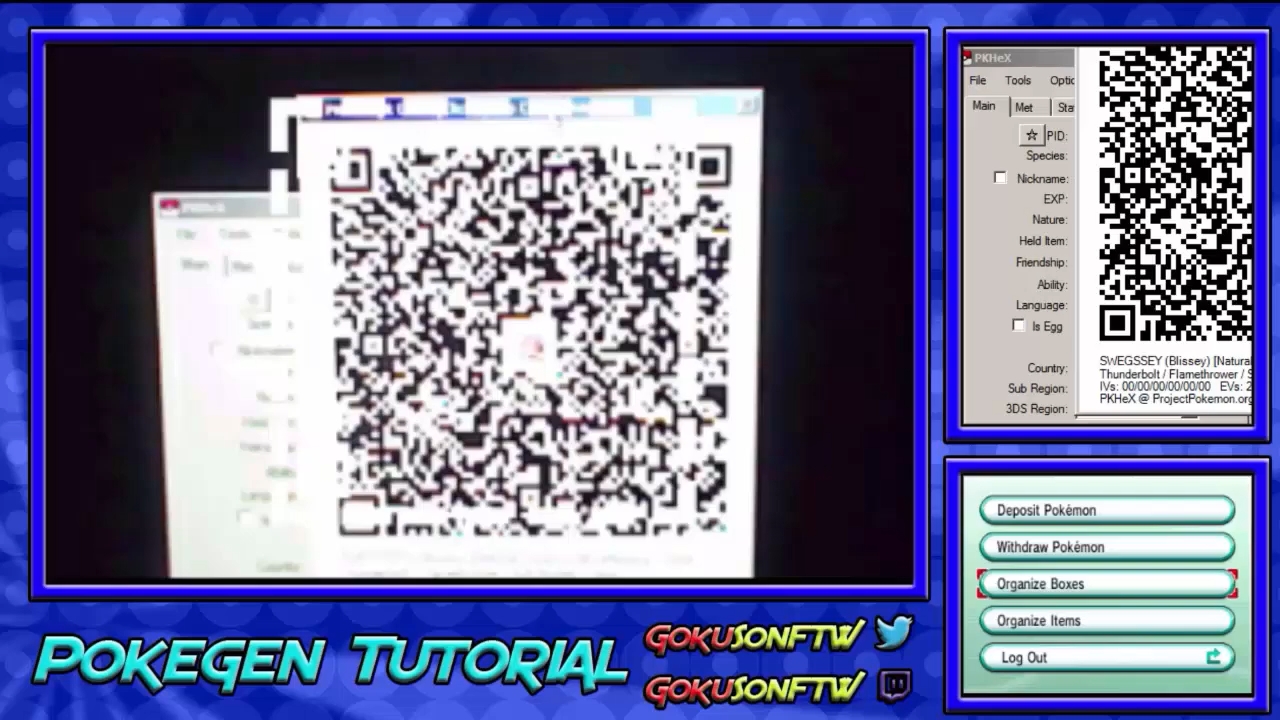 PKHeX
File Tools Optio
Main Met Sta
PID:
Species:
Nickname:
EXP:
Nature:
Held Item:
Friendship:
Ability:
Language:
Is Egg
Country:
Sub Region:
3DS Region:
SWEGSSEY (Blissey) [Natural
Thunderbolt / Flamethrower / S
IVs: 00/00/00/00/00/00 EVs: 2
PKHeX @ ProjectPokemon.org
Deposit Pokémon
Withdraw Pokémon
Organize Boxes
Organize Items
Log Out
POKEGEN TUTORIAL
GOKUSONFTW
GOKUSONFTW